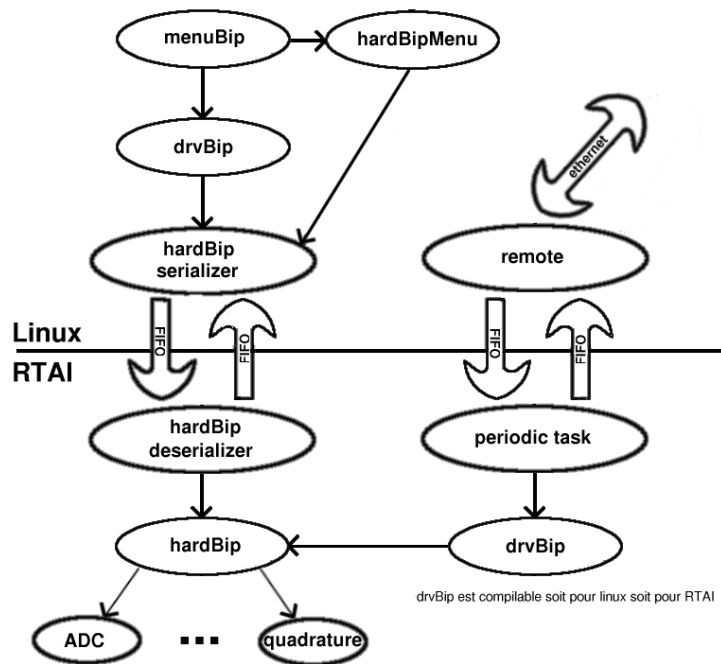 menuBip
hardBipMenu
drvBip
ethernet
hardBip
serializer
remote
Linux
FIFO
FIFO
FIFO
FIFO
RTAI
hardBip
deserializer
periodic task
hardBip
drvBip
drvBip est compilable soit pour linux soit pour RTAI
ADC
...
quadrature